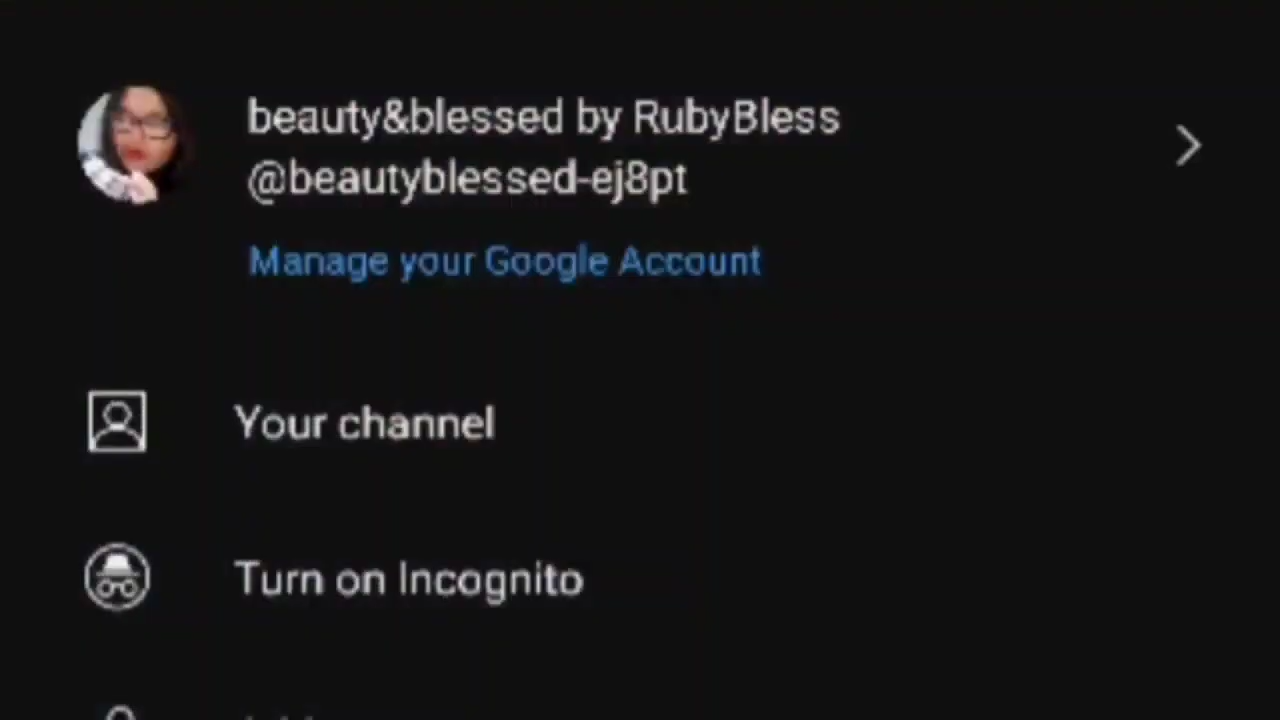 beauty&blessed by RubyBless
@beautyblessed-ej8pt
Manage your Google Account
Your channel
Turn on Incognito